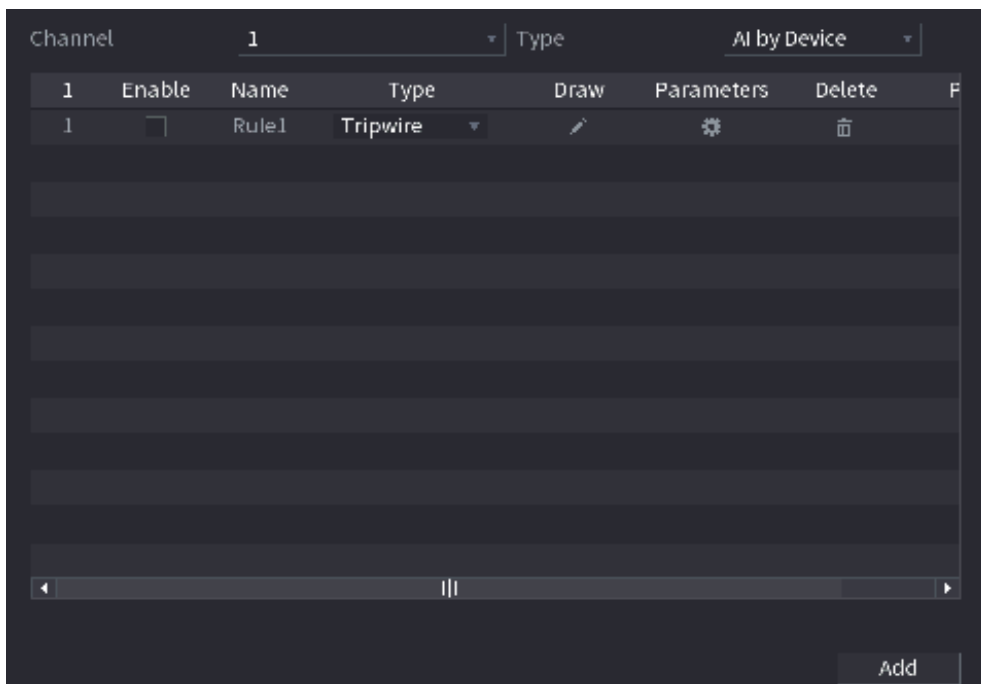 Channel 1 Type AI by Device
1 Enable Name Type Draw Parameters Delete
1 Rule1 Tripwire
Add